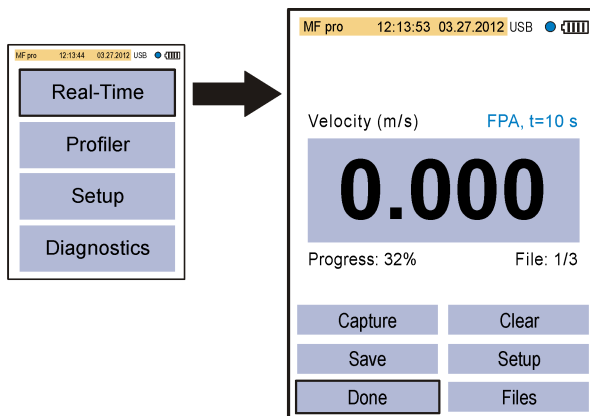 MF pro 12:13:44 03.27.2012 USB
Real-Time
Profiler
Setup
Diagnostics
MF pro 12:13:53 03.27.2012 USB
Velocity (m/s) FPA, t=10 s
0.000
Progress: 32% File: 1/3
Capture Clear
Save Setup
Done Files